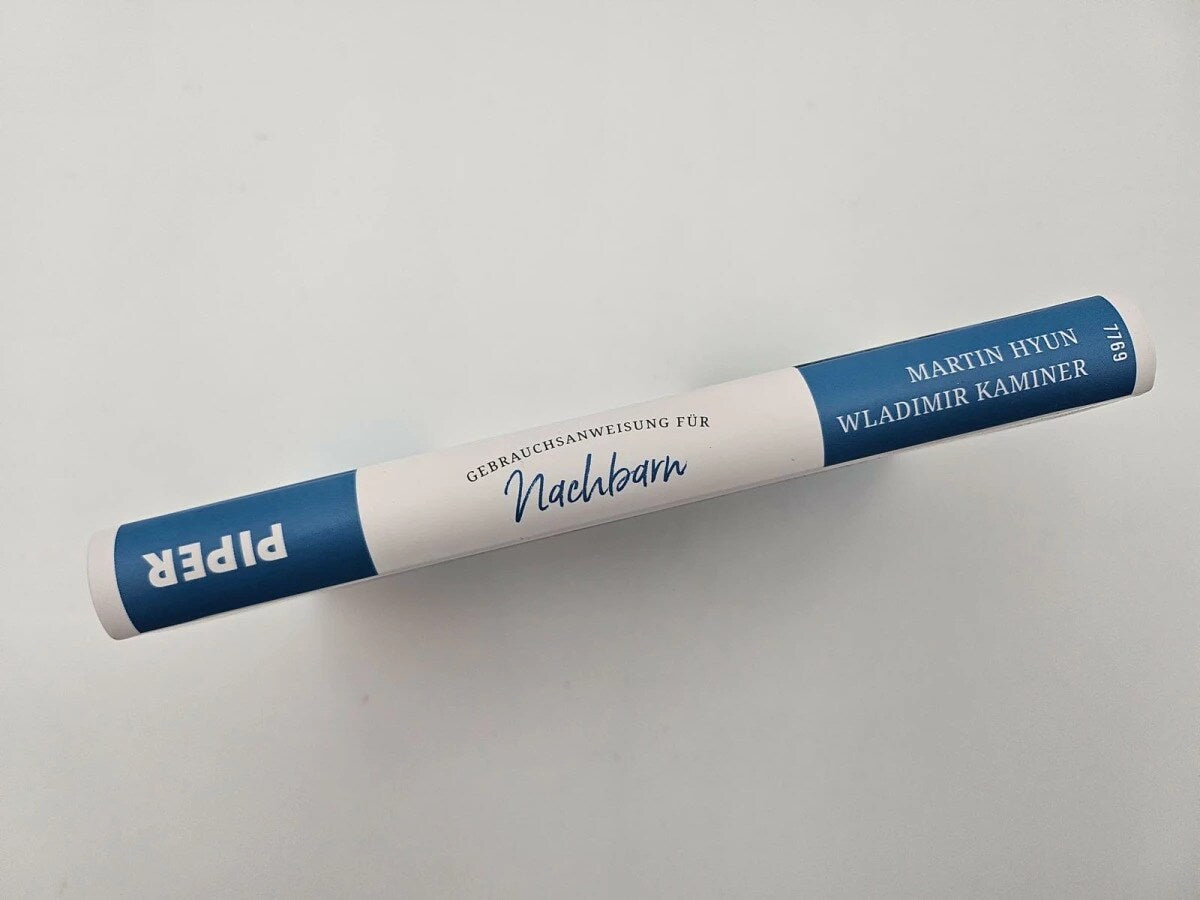 PIPER
GEBRAUCHSANWEISUNG FÜR
Nachbarn
MARTIN HYUN
WLADIMIR KAMINER
7769